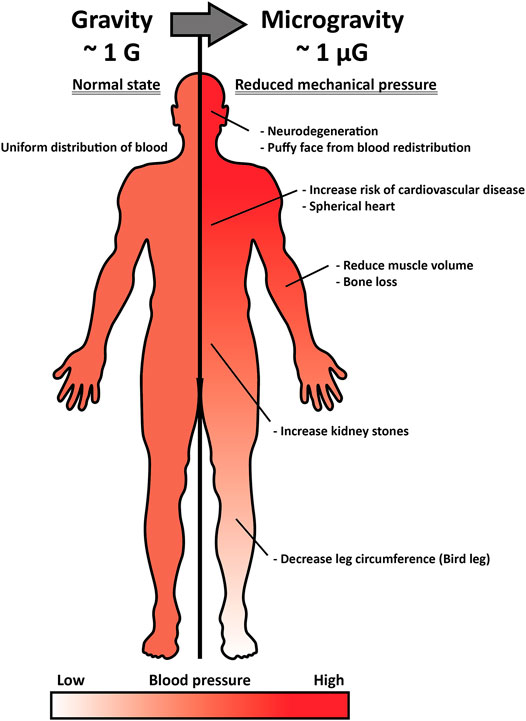 Gravity
~ 1 G
Microgravity
~ 1 µG
Normal state
Reduced mechanical pressure
Uniform distribution of blood
- Neurodegeneration
- Puffy face from blood redistribution
- Increase risk of cardiovascular disease
- Spherical heart
- Reduce muscle volume
- Bone loss
- Increase kidney stones
- Decrease leg circumference (Bird leg)
Low Blood pressure High